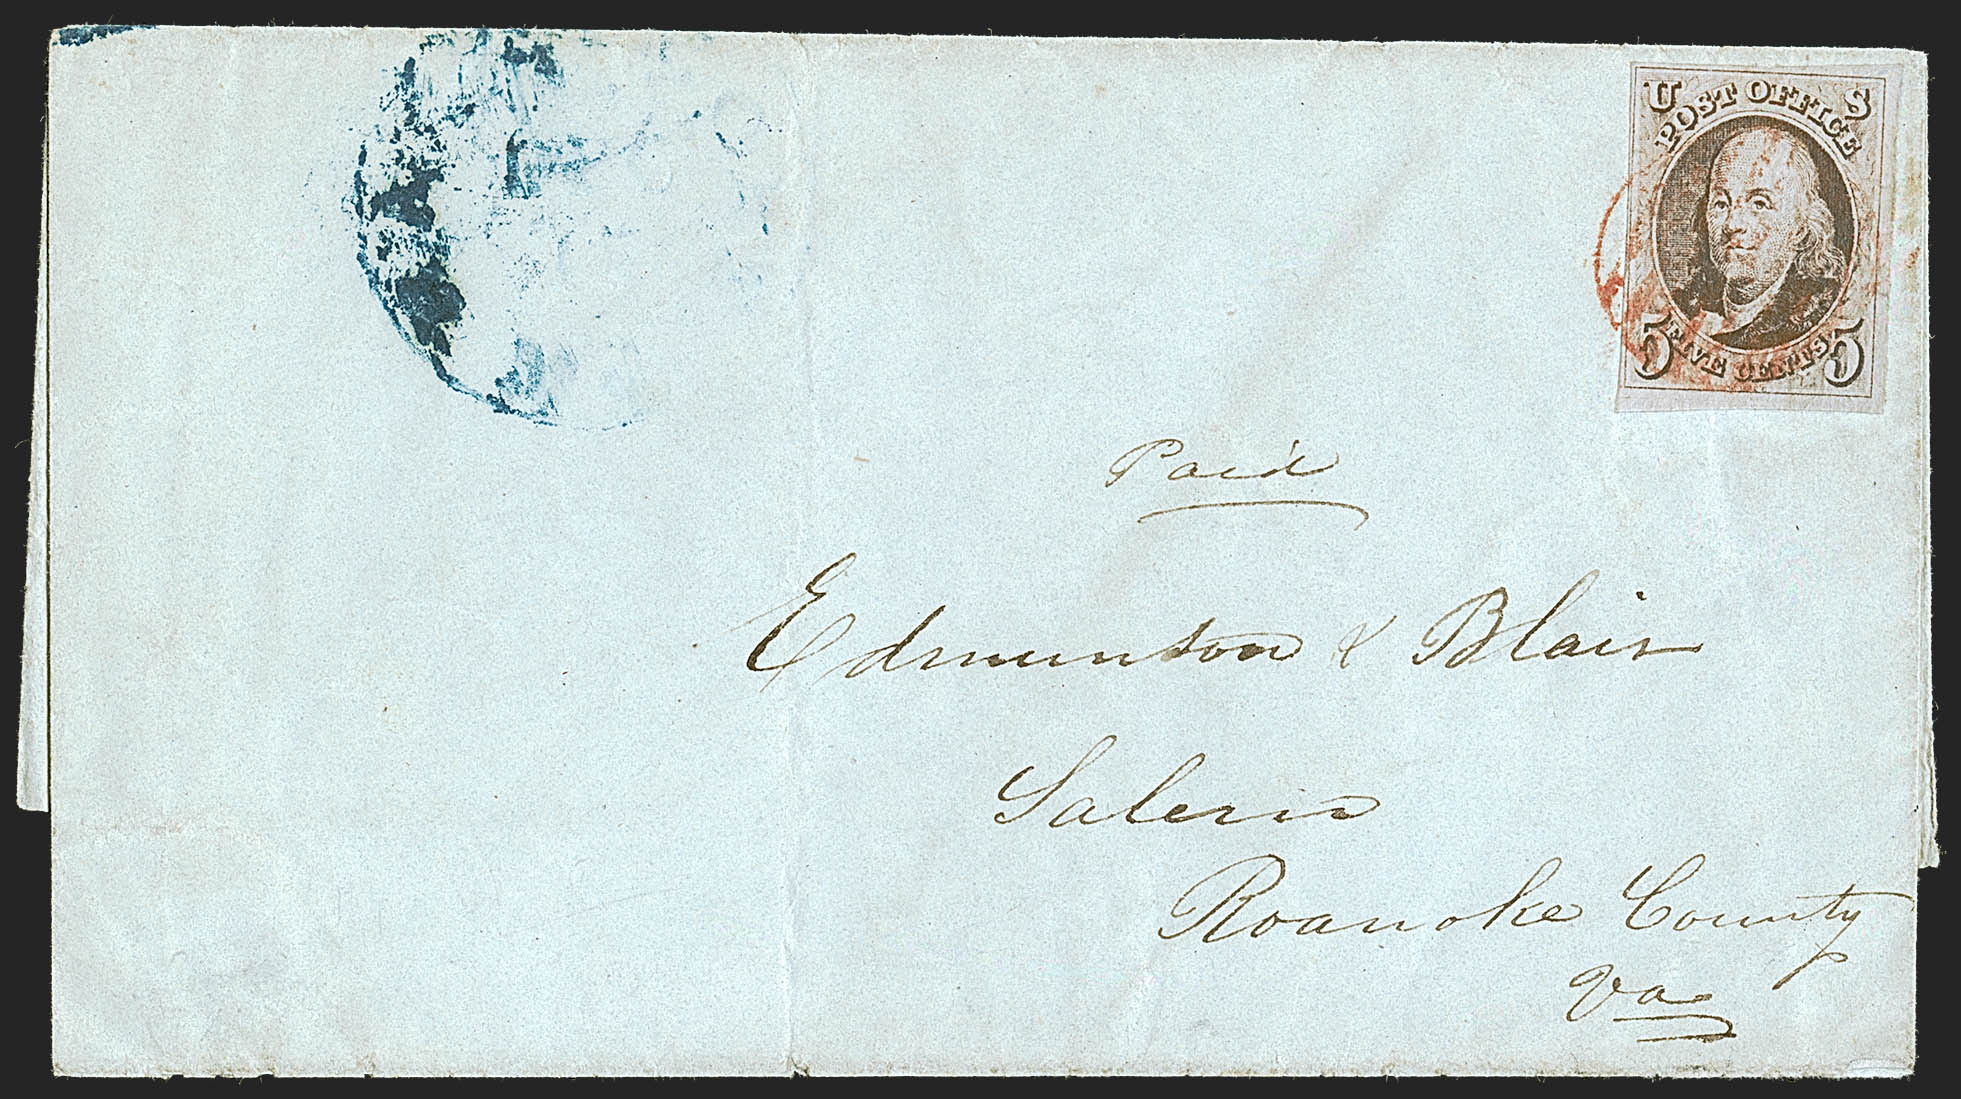 U S
POST OFFICE
FIVE CENTS
5 5
Paid
Edmunson & Blair
Salem
Roanoke County
Va